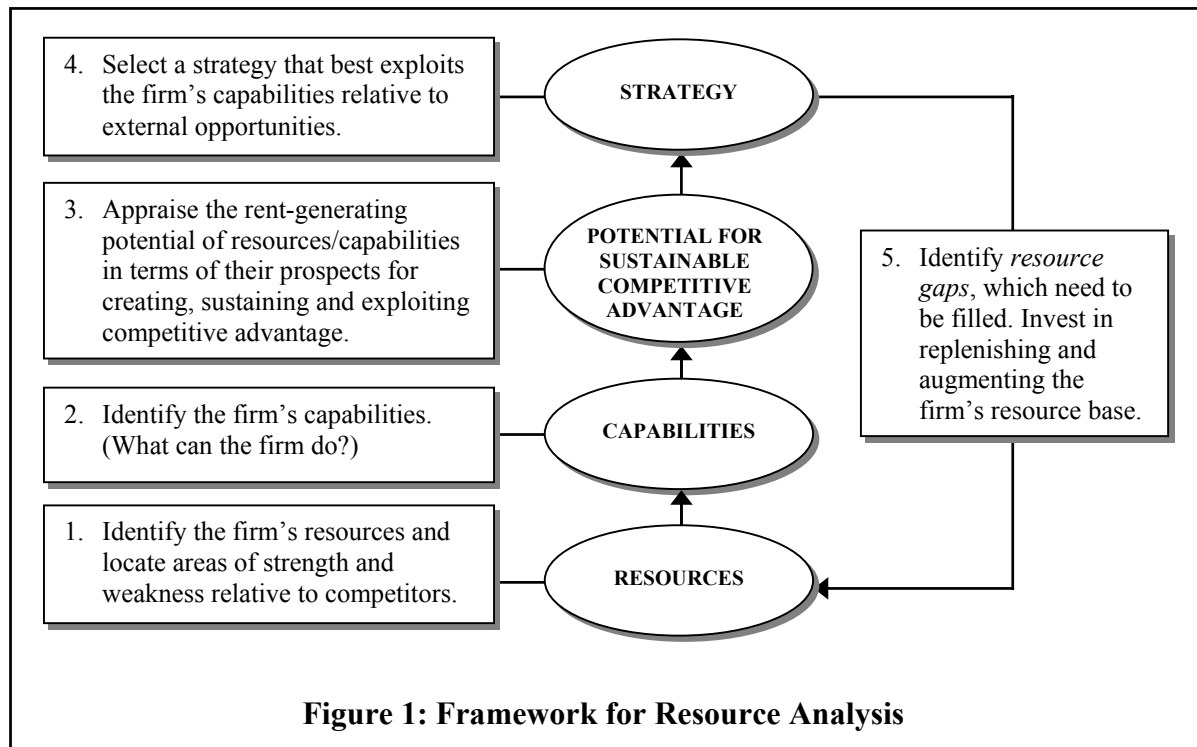 4. Select a strategy that best exploits
the firm’s capabilities relative to
external opportunities.
STRATEGY
3. Appraise the rent-generating
potential of resources/capabilities
in terms of their prospects for
creating, sustaining and exploiting
competitive advantage.
POTENTIAL FOR
SUSTAINABLE
COMPETITIVE
ADVANTAGE
5. Identify resource
gaps, which need to
be filled. Invest in
replenishing and
augmenting the
firm’s resource base.
2. Identify the firm’s capabilities.
(What can the firm do?)
CAPABILITIES
1. Identify the firm’s resources and
locate areas of strength and
weakness relative to competitors.
RESOURCES
Figure 1: Framework for Resource Analysis